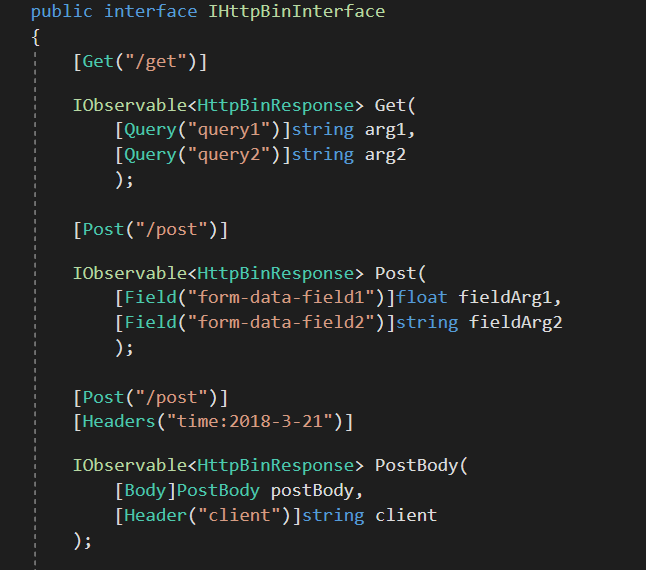 public interface IHttpBinInterface
{
[Get("/get")]
IObservable<HttpBinResponse> Get(
[Query("query1")]string arg1,
[Query("query2")]string arg2
);
[Post("/post")]
IObservable<HttpBinResponse> Post(
[Field("form-data-field1")]float fieldArg1,
[Field("form-data-field2")]string fieldArg2
);
[Post("/post")]
[Headers("time:2018-3-21")]
IObservable<HttpBinResponse> PostBody(
[Body]PostBody postBody,
[Header("client")]string client
);